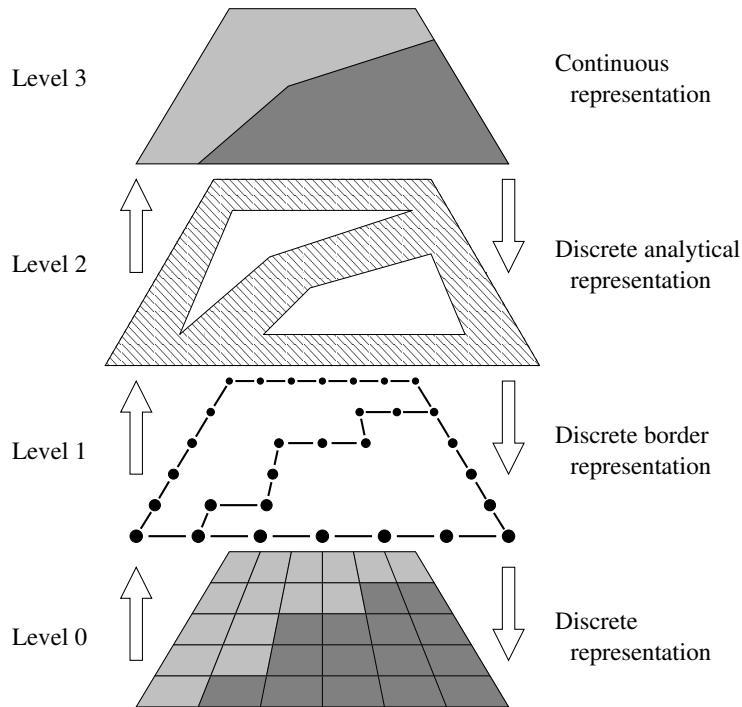 Level 3
Continuous
representation
Level 2
Discrete analytical
representation
Level 1
Discrete border
representation
Level 0
Discrete
representation